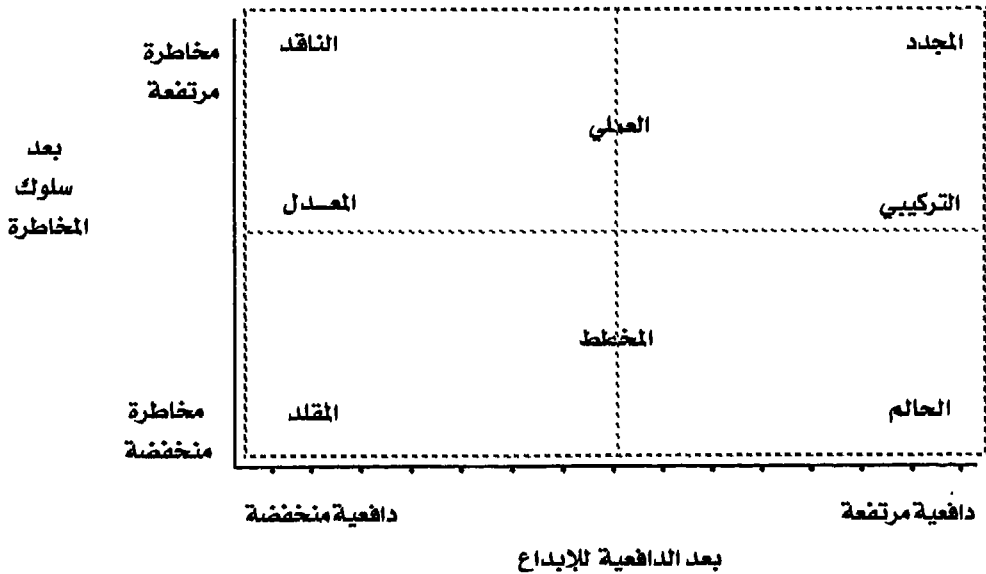 مخاطرة
مرتفعة
الناقد
المجدد
العملي
بعد
سلوك
المخاطرة
المعدل
التركيبي
المخطط
مخاطرة
منخفضة
المقلد
الحالم
دافعية منخفضة
دافعية مرتفعة
بعد الدافعية للإبداع